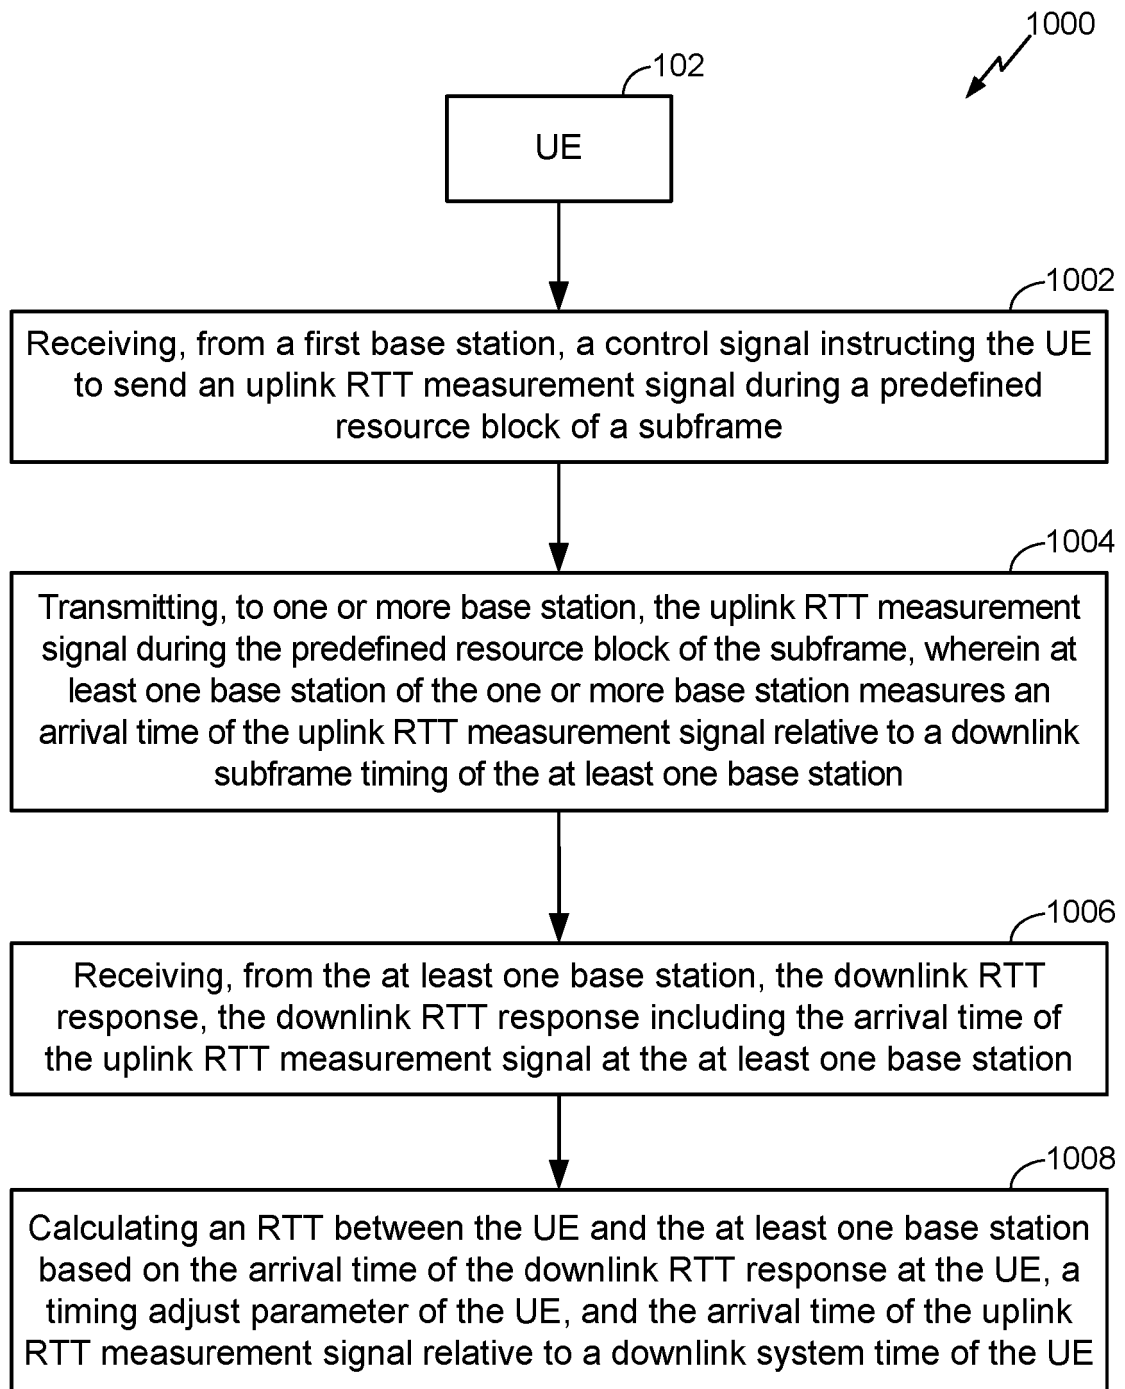 1000
102
UE
1002
Receiving, from a first base station, a control signal instructing the UE
to send an uplink RTT measurement signal during a predefined
resource block of a subframe
1004
Transmitting, to one or more base station, the uplink RTT measurement
signal during the predefined resource block of the subframe, wherein at
least one base station of the one or more base station measures an
arrival time of the uplink RTT measurement signal relative to a downlink
subframe timing of the at least one base station
1006
Receiving, from the at least one base station, the downlink RTT
response, the downlink RTT response including the arrival time of
the uplink RTT measurement signal at the at least one base station
1008
Calculating an RTT between the UE and the at least one base station
based on the arrival time of the downlink RTT response at the UE, a
timing adjust parameter of the UE, and the arrival time of the uplink
RTT measurement signal relative to a downlink system time of the UE